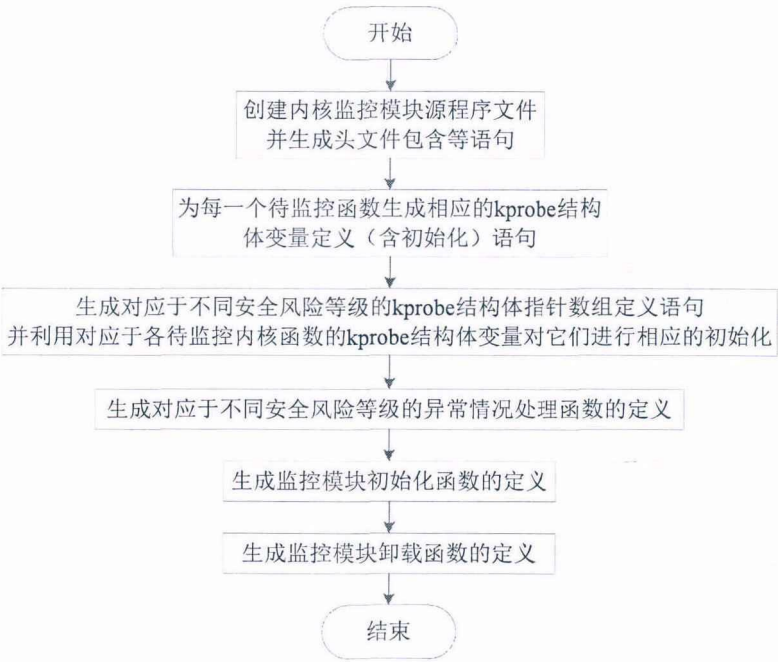 开始
创建内核监控模块源程序文件
并生成头文件包含等语句
为每一个待监控函数生成相应的kprobe结构
体变量定义（含初始化）语句
生成对应于不同安全风险等级的kprobe结构体指针数组定义语句
并利用对应于各待监控内核函数的kprobe结构体变量对它们进行相应的初始化
生成对应于不同安全风险等级的异常情况处理函数的定义
生成监控模块初始化函数的定义
生成监控模块卸载函数的定义
结束